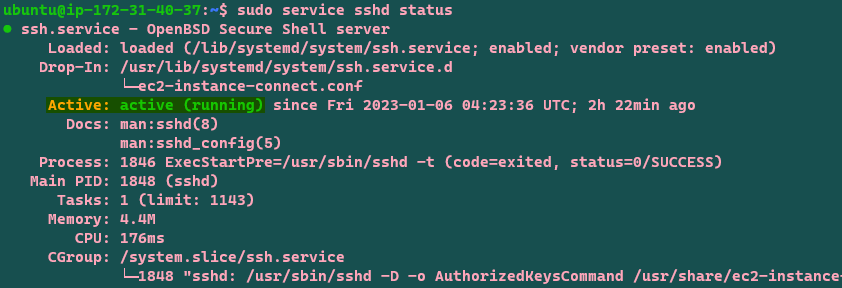 ubuntu@ip-172-31-40-37:~$ sudo service sshd status
● ssh.service - OpenBSD Secure Shell server
     Loaded: loaded (/lib/systemd/system/ssh.service; enabled; vendor preset: enabled)
    Drop-In: /usr/lib/systemd/system/ssh.service.d
             └─ec2-instance-connect.conf
     Active: active (running) since Fri 2023-01-06 04:23:36 UTC; 2h 22min ago
       Docs: man:sshd(8)
             man:sshd_config(5)
    Process: 1846 ExecStartPre=/usr/sbin/sshd -t (code=exited, status=0/SUCCESS)
   Main PID: 1848 (sshd)
      Tasks: 1 (limit: 1143)
     Memory: 4.4M
        CPU: 176ms
     CGroup: /system.slice/ssh.service
             └─1848 "sshd: /usr/sbin/sshd -D -o AuthorizedKeysCommand /usr/share/ec2-instance-